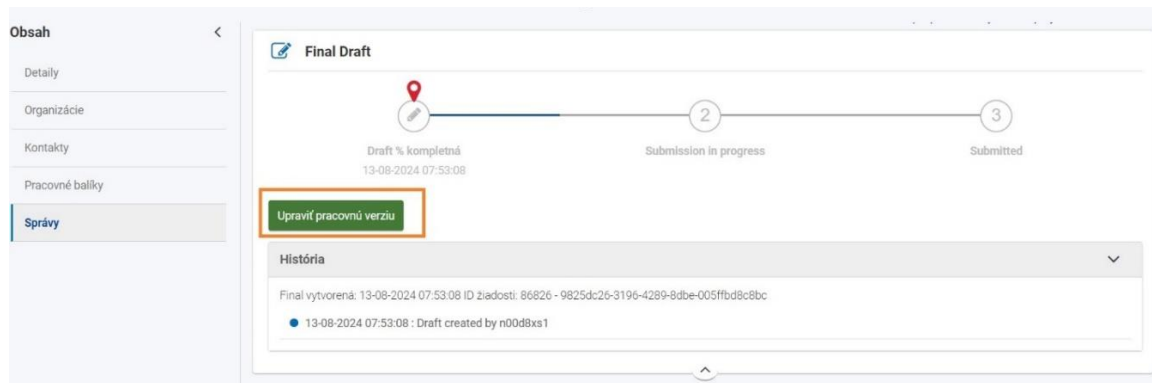 Obsah
Detaily
Organizácie
Kontakty
Pracovné balíky
Správy
Final Draft
2
3
Draft % kompletná
Submission in progress
Submitted
13-08-2024 07:53:08
Upraviť pracovnú verziu
História
Final vytvorená: 13-08-2024 07:53:08 ID žiadosti: 86826 - 9825dc26-3196-4289-8dbe-005ffbd8c8bc
13-08-2024 07:53:08 : Draft created by n00d8xs1